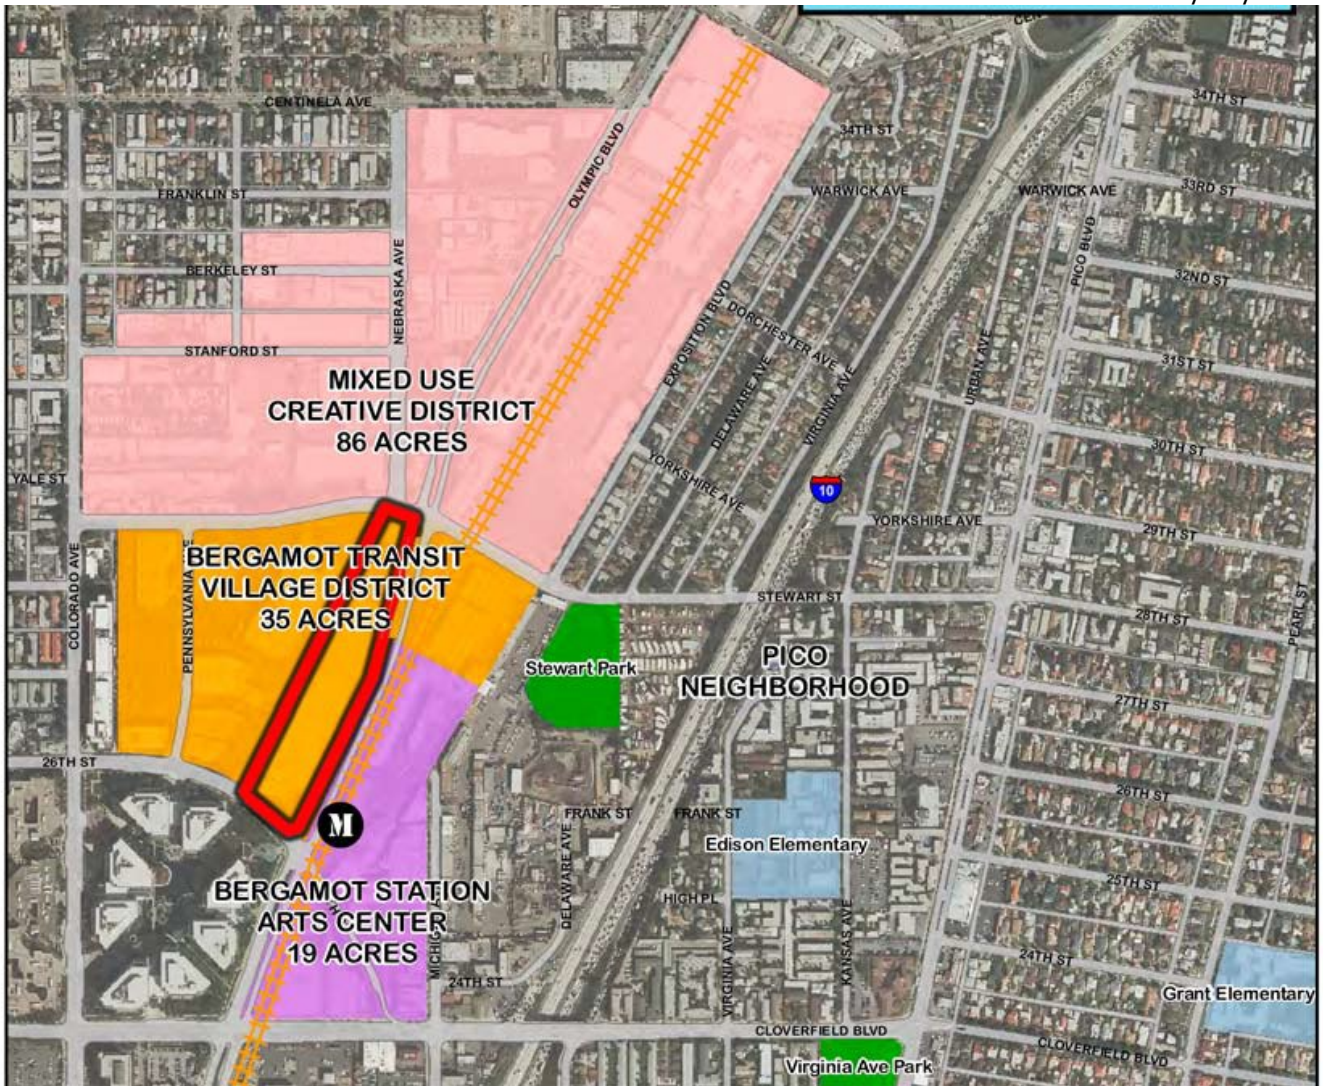 CENTINELA AVE
34TH ST
OLYMPIC BLVD
34TH ST
FRANKLIN ST
WARWICK AVE
WARWICK AVE
33RD ST
NEBRASKA AVE
PICO BLVD
BERKELEY ST
32ND ST
EXPOSITION BLVD
DORCHESTER AVE
STANFORD ST
DELAWARE AVE
VIRGINIA AVE
URBAN AVE
31ST ST
MIXED USE
CREATIVE DISTRICT
86 ACRES
30TH ST
YALE ST
YORKSHIRE AVE
10
YORKSHIRE AVE
29TH ST
COLORADO AVE
PENNSYLVANIA AVE
BERGAMOT TRANSIT
VILLAGE DISTRICT
35 ACRES
STEWART ST
28TH ST
PEARL ST
Stewart Park
PICO
NEIGHBORHOOD
27TH ST
26TH ST
26TH ST
M
FRANK ST
FRANK ST
DELAWARE AVE
Edison Elementary
BERGAMOT STATION
ARTS CENTER
19 ACRES
25TH ST
HIGH PL
KANSAS AVE
VIRGINIA AVE
24TH ST
24TH ST
Grant Elementary
CLOVERFIELD BLVD
CLOVERFIELD BLVD
Virginia Ave Park